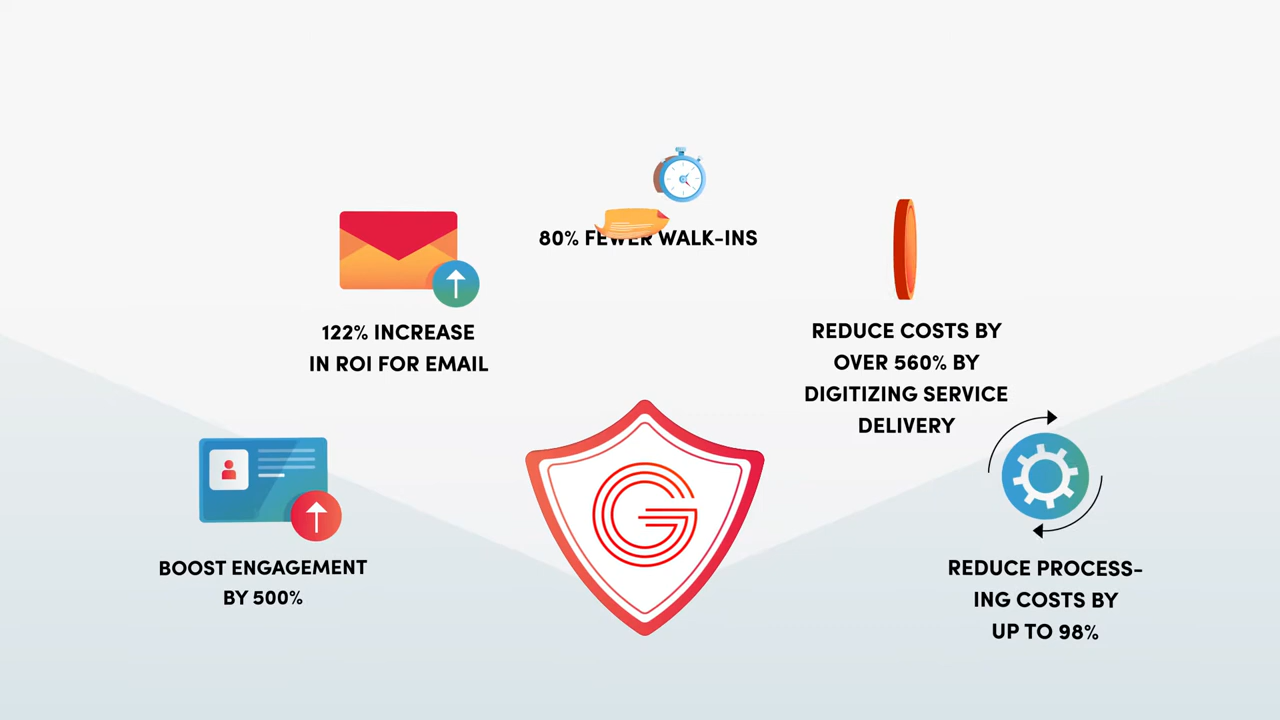 80% FEWER WALK-INS
122% INCREASE
IN ROI FOR EMAIL
REDUCE COSTS BY
OVER 560% BY
DIGITIZING SERVICE
DELIVERY
BOOST ENGAGEMENT
BY 500%
G
REDUCE PROCESS-
ING COSTS BY
UP TO 98%